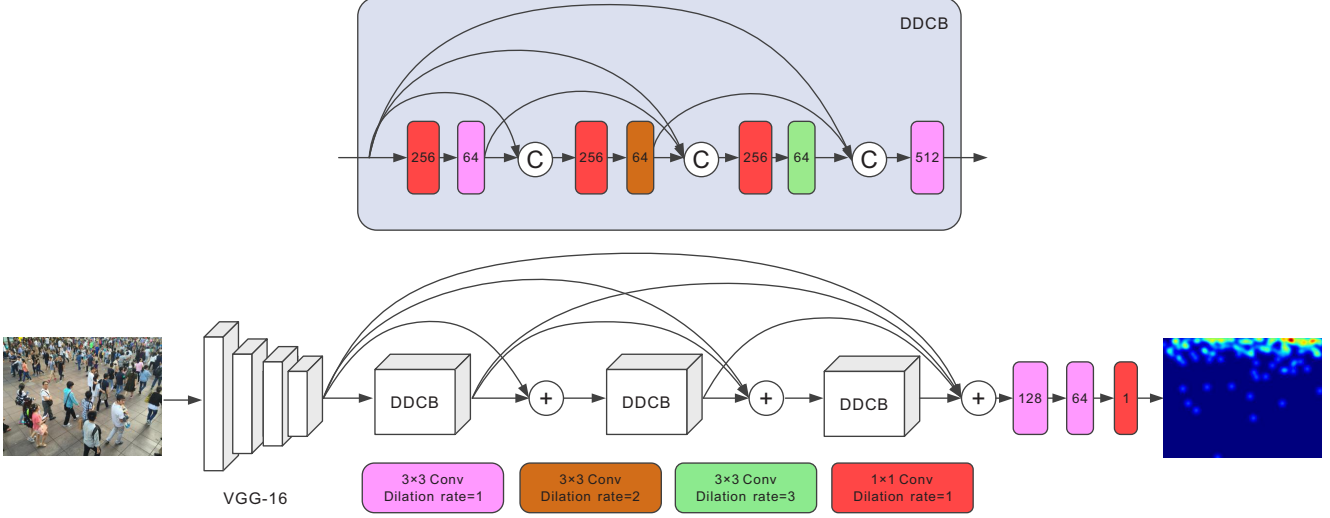 DDCB
256
64
C
256
64
C
256
64
C
512
DDCB
+
DDCB
+
DDCB
+
128
64
1
VGG-16
3×3 Conv
Dilation rate=1
3×3 Conv
Dilation rate=2
3×3 Conv
Dilation rate=3
1×1 Conv
Dilation rate=1